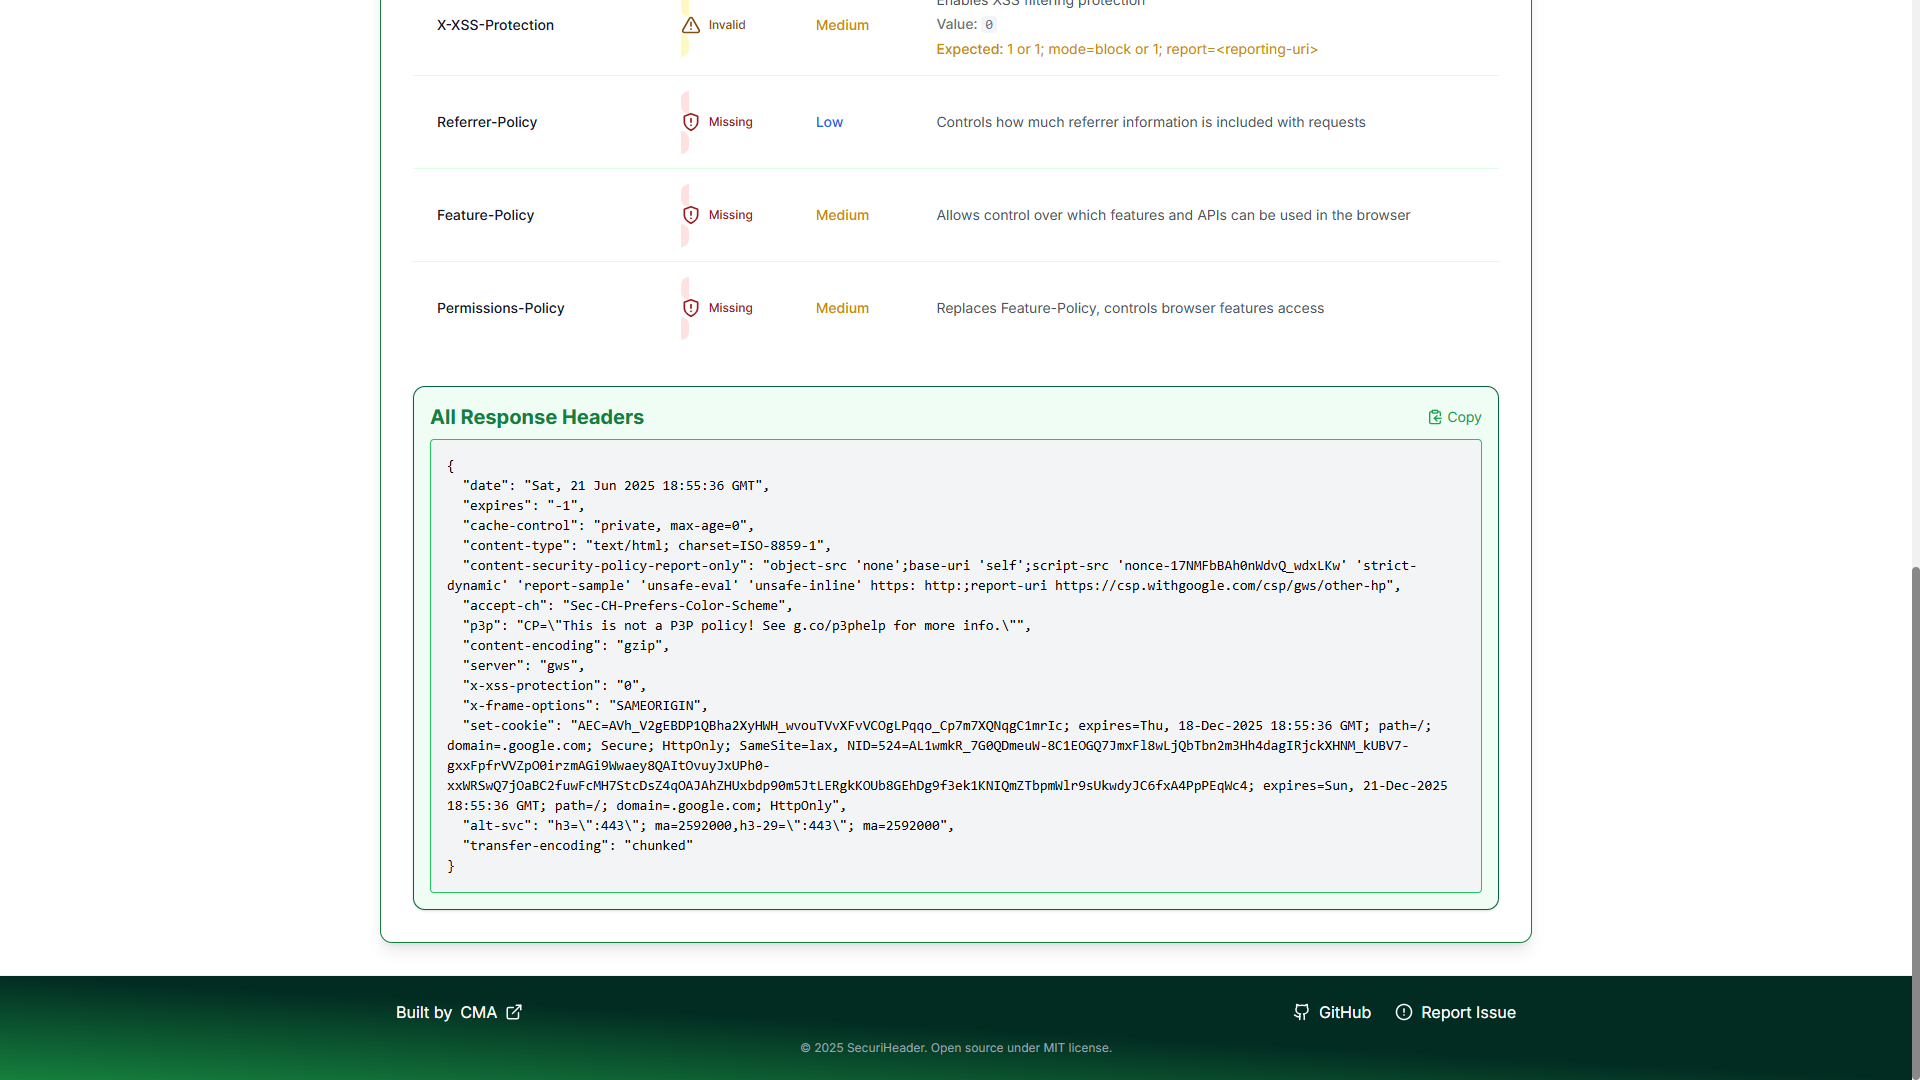 Enables XSS filtering protection
X-XSS-Protection Invalid Medium Value: 0
Expected: 1 or 1; mode=block or 1; report=<reporting-uri>
Referrer-Policy Missing Low Controls how much referrer information is included with requests
Feature-Policy Missing Medium Allows control over which features and APIs can be used in the browser
Permissions-Policy Missing Medium Replaces Feature-Policy, controls browser features access
All Response Headers Copy
{
"date": "Sat, 21 Jun 2025 18:55:36 GMT",
"expires": "-1",
"cache-control": "private, max-age=0",
"content-type": "text/html; charset=ISO-8859-1",
"content-security-policy-report-only": "object-src 'none';base-uri 'self';script-src 'nonce-17NMFbBAh0nWdvQ_wdxLKw' 'strict-
dynamic' 'report-sample' 'unsafe-eval' 'unsafe-inline' https: http:;report-uri https://csp.withgoogle.com/csp/gws/other-hp",
"accept-ch": "Sec-CH-Prefers-Color-Scheme",
"p3p": "CP=\"This is not a P3P policy! See g.co/p3phelp for more info.\"",
"content-encoding": "gzip",
"server": "gws",
"x-xss-protection": "0",
"x-frame-options": "SAMEORIGIN",
"set-cookie": "AEC=AVh_V2gEBDP1QBha2XyHWH_wvouTVvXFvVCOgLPqqo_Cp7m7XQNqgC1mrIc; expires=Thu, 18-Dec-2025 18:55:36 GMT; path=/;
domain=.google.com; Secure; HttpOnly; SameSite=lax, NID=524=AL1wmkR_7G0QDmeuW-8C1EOGQ7JmxFl8wLjQbTbn2m3Hh4dagIRjckXHNM_kUBV7-
gxxFpfrVVZpO0irzmAGi9Wwaey8QAItOvuyJxUPh0-
xxWRSwQ7jOaBC2fuwFcMH7StcDsZ4qOAJAhZHUxbdp90m5JtLERgkKOUb8GEhDg9f3ek1KNIQmZTbpmWlr9sUkwdyJC6fxA4PpPEqWc4; expires=Sun, 21-Dec-2025
18:55:36 GMT; path=/; domain=.google.com; HttpOnly",
"alt-svc": "h3=\":443\"; ma=2592000,h3-29=\":443\"; ma=2592000",
"transfer-encoding": "chunked"
}
Built by CMA GitHub Report Issue
© 2025 SecuriHeader. Open source under MIT license.